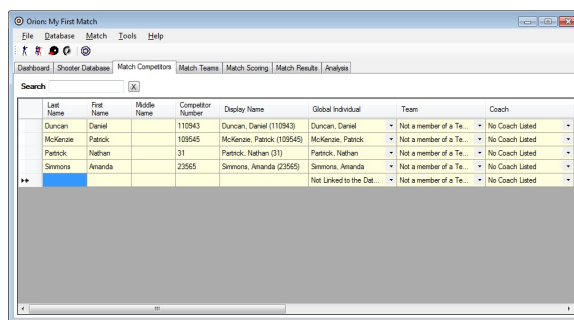 Orion: My First Match
File Database Match Tools Help
Dashboard Shooter Database Match Competitors Match Teams Match Scoring Match Results Analysis
Search X
Last Name First Name Middle Name Competitor Number Display Name Global Individual Team Coach
Duncan Daniel 110943 Duncan, Daniel (110943) Duncan, Daniel Not a member of a Te... No Coach Listed
McKenzie Patrick 109545 McKenzie, Patrick (109545) McKenzie, Patrick Not a member of a Te... No Coach Listed
Partrick Nathan 31 Partrick, Nathan (31) Partrick, Nathan Not a member of a Te... No Coach Listed
Simmons Amanda 23565 Simmons, Amanda (23565) Simmons, Amanda Not a member of a Te... No Coach Listed
Not Linked to the Dat... Not a member of a Te... No Coach Listed